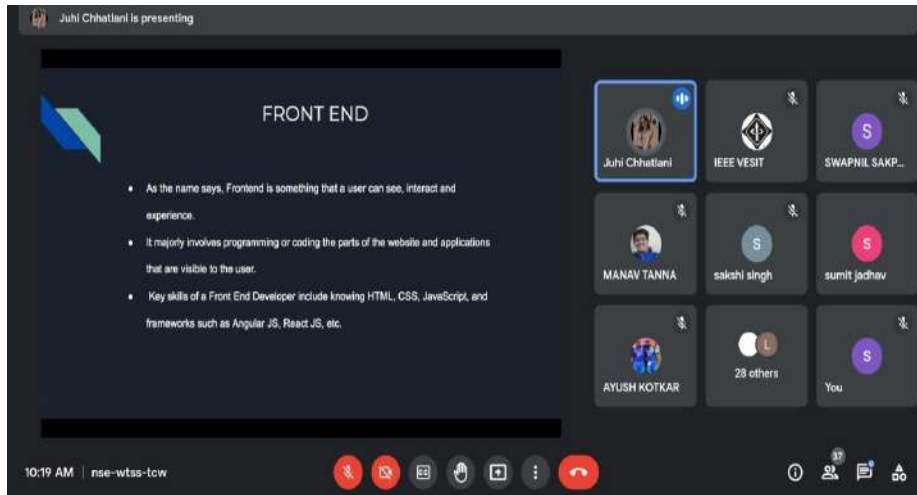 Juhi Chhatlani is presenting
FRONT END
• As the name says, Frontend is something that a user can see, interact and
experience.
• It majorly involves programming or coding the parts of the website and applications
that are visible to the user.
• Key skills of a Front End Developer include knowing HTML, CSS, JavaScript, and
frameworks such as Angular JS, React JS, etc.
Juhi Chhatlani
IEEE VESIT
S
SWAPNIL SAKP...
MANAV TANNA
S
sakshi singh
S
sumit jadhav
AYUSH KOTKAR
L
28 others
S
You
10:19 AM | nse-wtss-tcw
CC
37